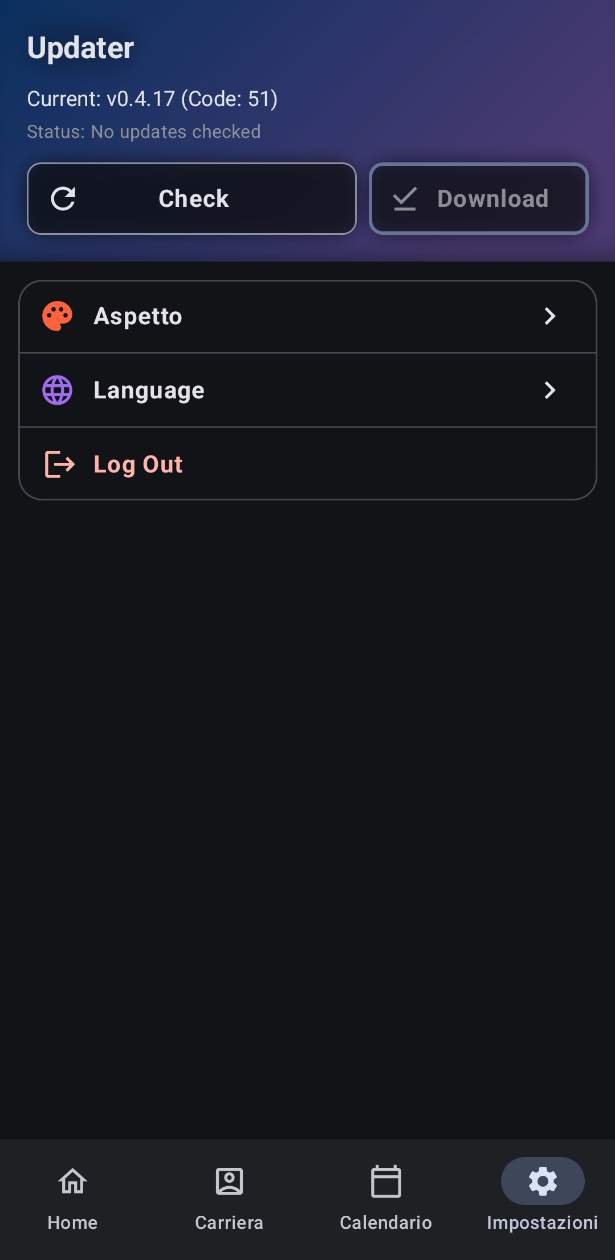 Updater
Current: v0.4.17 (Code: 51)
Status: No updates checked
Check
Download
Aspetto
Language
Log Out
Home
Carriera
Calendario
Impostazioni